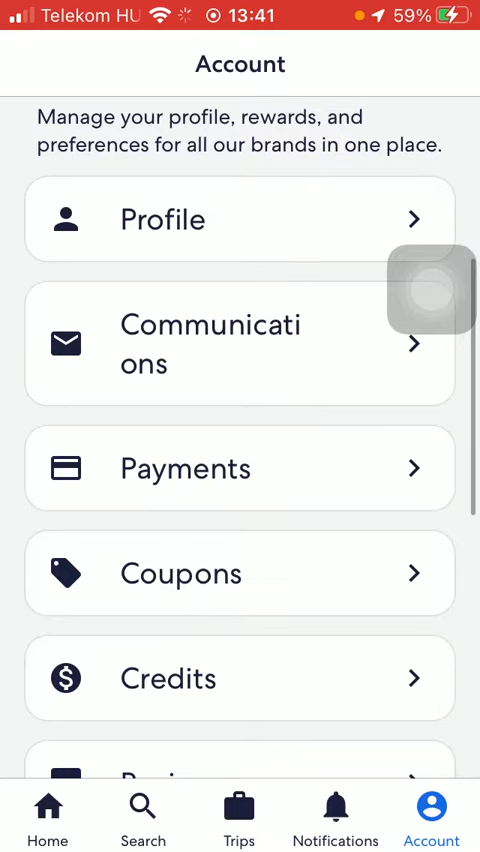 Telekom HU 13:41 59%
Account
Manage your profile, rewards, and
preferences for all our brands in one place.
Profile
Communicati
ons
Payments
Coupons
Credits
Home Search Trips Notifications Account